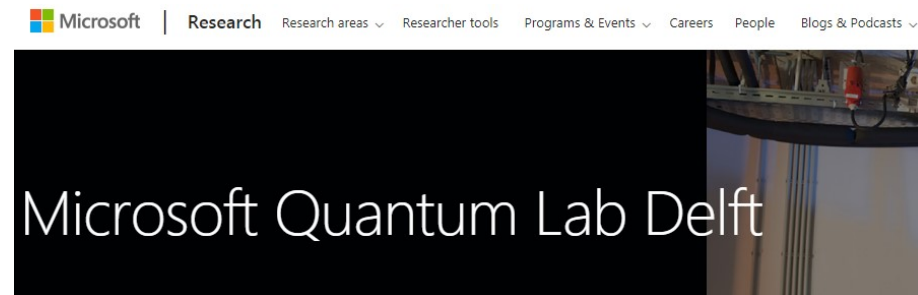 Microsoft | Research Research areas Researcher tools Programs & Events Careers People Blogs & Podcasts
Microsoft Quantum Lab Delft